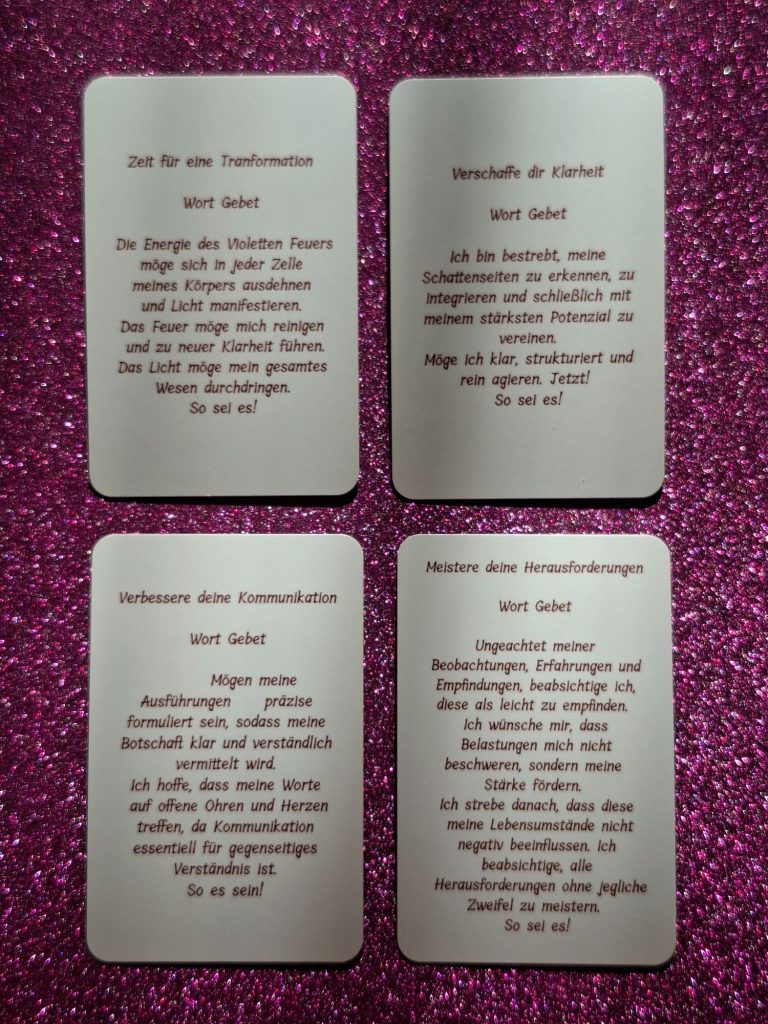 Zeit für eine Tranformation
Wort Gebet
Die Energie des Violetten Feuers
möge sich in jeder Zelle
meines Körpers ausdehnen
und Licht manifestieren.
Das Feuer möge mich reinigen
und zu neuer Klarheit führen.
Das Licht möge mein gesamtes
Wesen durchdringen.
So sei es!
Verschaffe dir Klarheit
Wort Gebet
Ich bin bestrebt, meine
Schattenseiten zu erkennen, zu
integrieren und schließlich mit
meinem stärksten Potenzial zu
vereinen.
Möge ich klar, strukturiert und
rein agieren. Jetzt!
So sei es!
Verbessere deine Kommunikation
Wort Gebet
Mögen meine
Ausführungen präzise
formuliert sein, sodass meine
Botschaft klar und verständlich
vermittelt wird.
Ich hoffe, dass meine Worte
auf offene Ohren und Herzen
treffen, da Kommunikation
essentiell für gegenseitiges
Verständnis ist.
So es sein!
Meistere deine Herausforderungen
Wort Gebet
Ungeachtet meiner
Beobachtungen, Erfahrungen und
Empfindungen, beabsichtige ich,
diese als leicht zu empfinden.
Ich wünsche mir, dass
Belastungen mich nicht
beschweren, sondern meine
Stärke fördern.
Ich strebe danach, dass diese
meine Lebensumstände nicht
negativ beeinflussen. Ich
beabsichtige, alle
Herausforderungen ohne jegliche
Zweifel zu meistern.
So sei es!